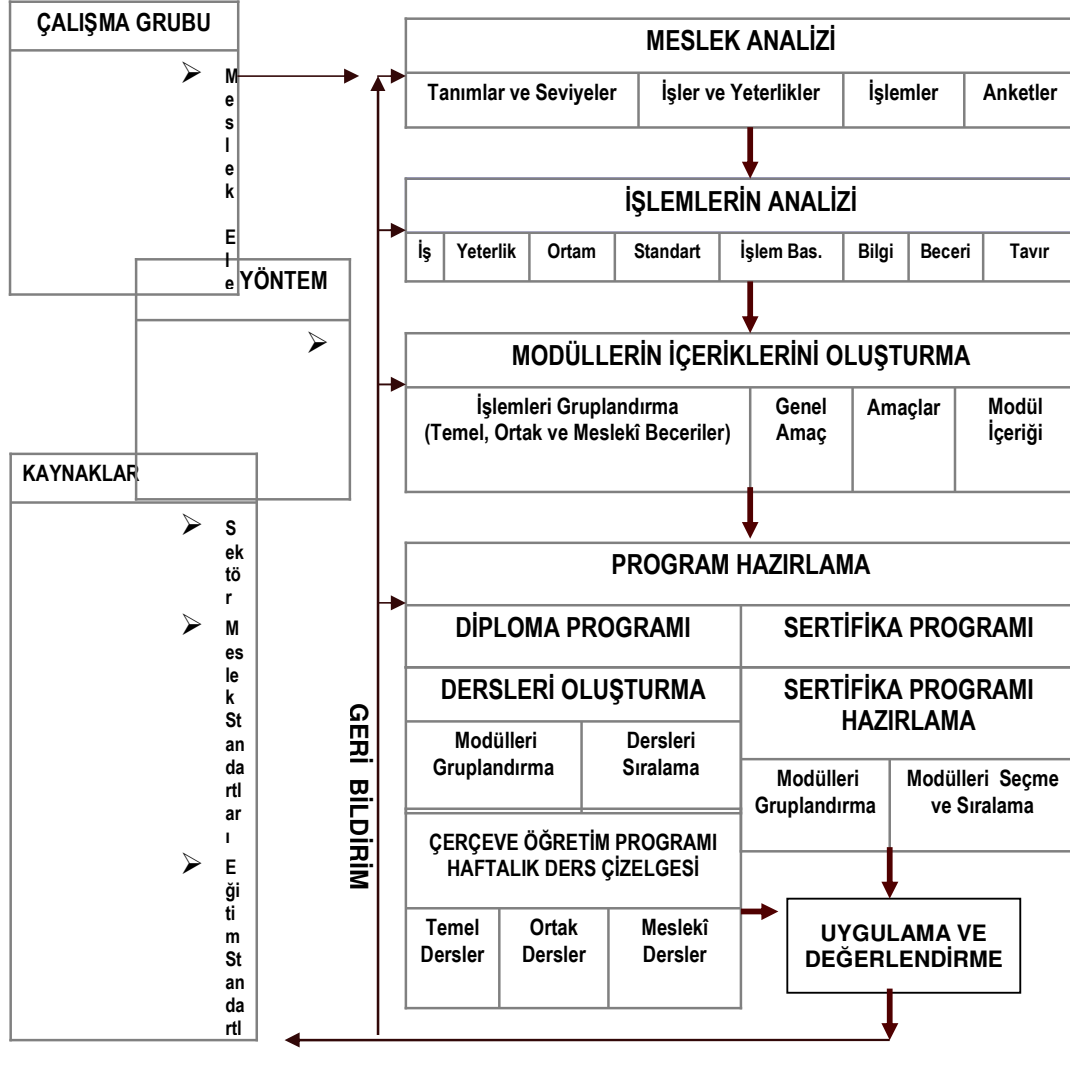 ÇALIŞMA GRUBU
➢ M
e
s
l
e
k
E
l
e
YÖNTEM
➢
KAYNAKLAR
➢ S
ek
tö
r
➢ M
es
le
k
St
an
da
rtl
ar
ı
➢ E
ği
ti
m
St
an
da
rtl
GERİ BİLDİRİM
MESLEK ANALİZİ
Tanımlar ve Seviyeler İşler ve Yeterlikler İşlemler Anketler
İŞLEMLERİN ANALİZİ
İş Yeterlik Ortam Standart İşlem Bas. Bilgi Beceri Tavır
MODÜLLERİN İÇERİKLERİNİ OLUŞTURMA
İşlemleri Gruplandırma
(Temel, Ortak ve Meslekî Beceriler)
Genel
Amaç
Amaçlar
Modül
İçeriği
PROGRAM HAZIRLAMA
DİPLOMA PROGRAMI
DERSLERİ OLUŞTURMA
Modülleri
Gruplandırma
Dersleri
Sıralama
ÇERÇEVE ÖĞRETİM PROGRAMI
HAFTALIK DERS ÇİZELGESİ
Temel
Dersler
Ortak
Dersler
Meslekî
Dersler
SERTİFİKA PROGRAMI
SERTİFİKA PROGRAMI
HAZIRLAMA
Modülleri
Gruplandırma
Modülleri Seçme
ve Sıralama
UYGULAMA VE
DEĞERLENDİRME